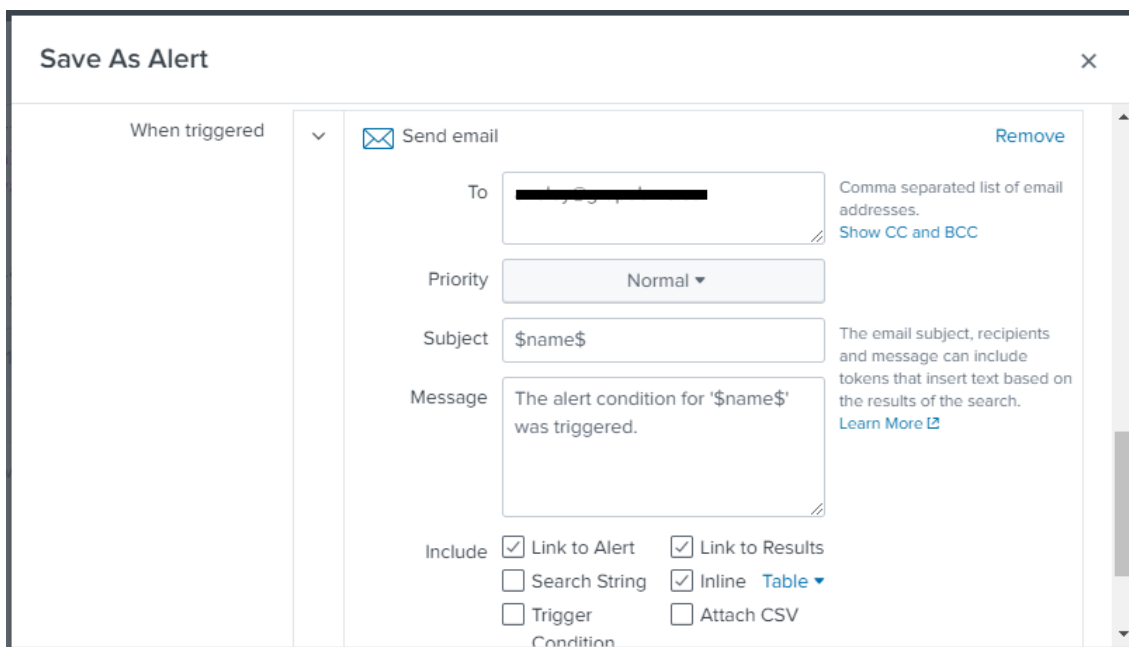 Save As Alert
When triggered
Send email
Remove
To
Comma separated list of email
addresses.
Show CC and BCC
Priority
Normal
Subject
$name$
The email subject, recipients
and message can include
tokens that insert text based on
the results of the search.
Learn More
Message
The alert condition for '$name$'
was triggered.
Include
Link to Alert
Link to Results
Search String
Inline Table
Trigger
Condition
Attach CSV